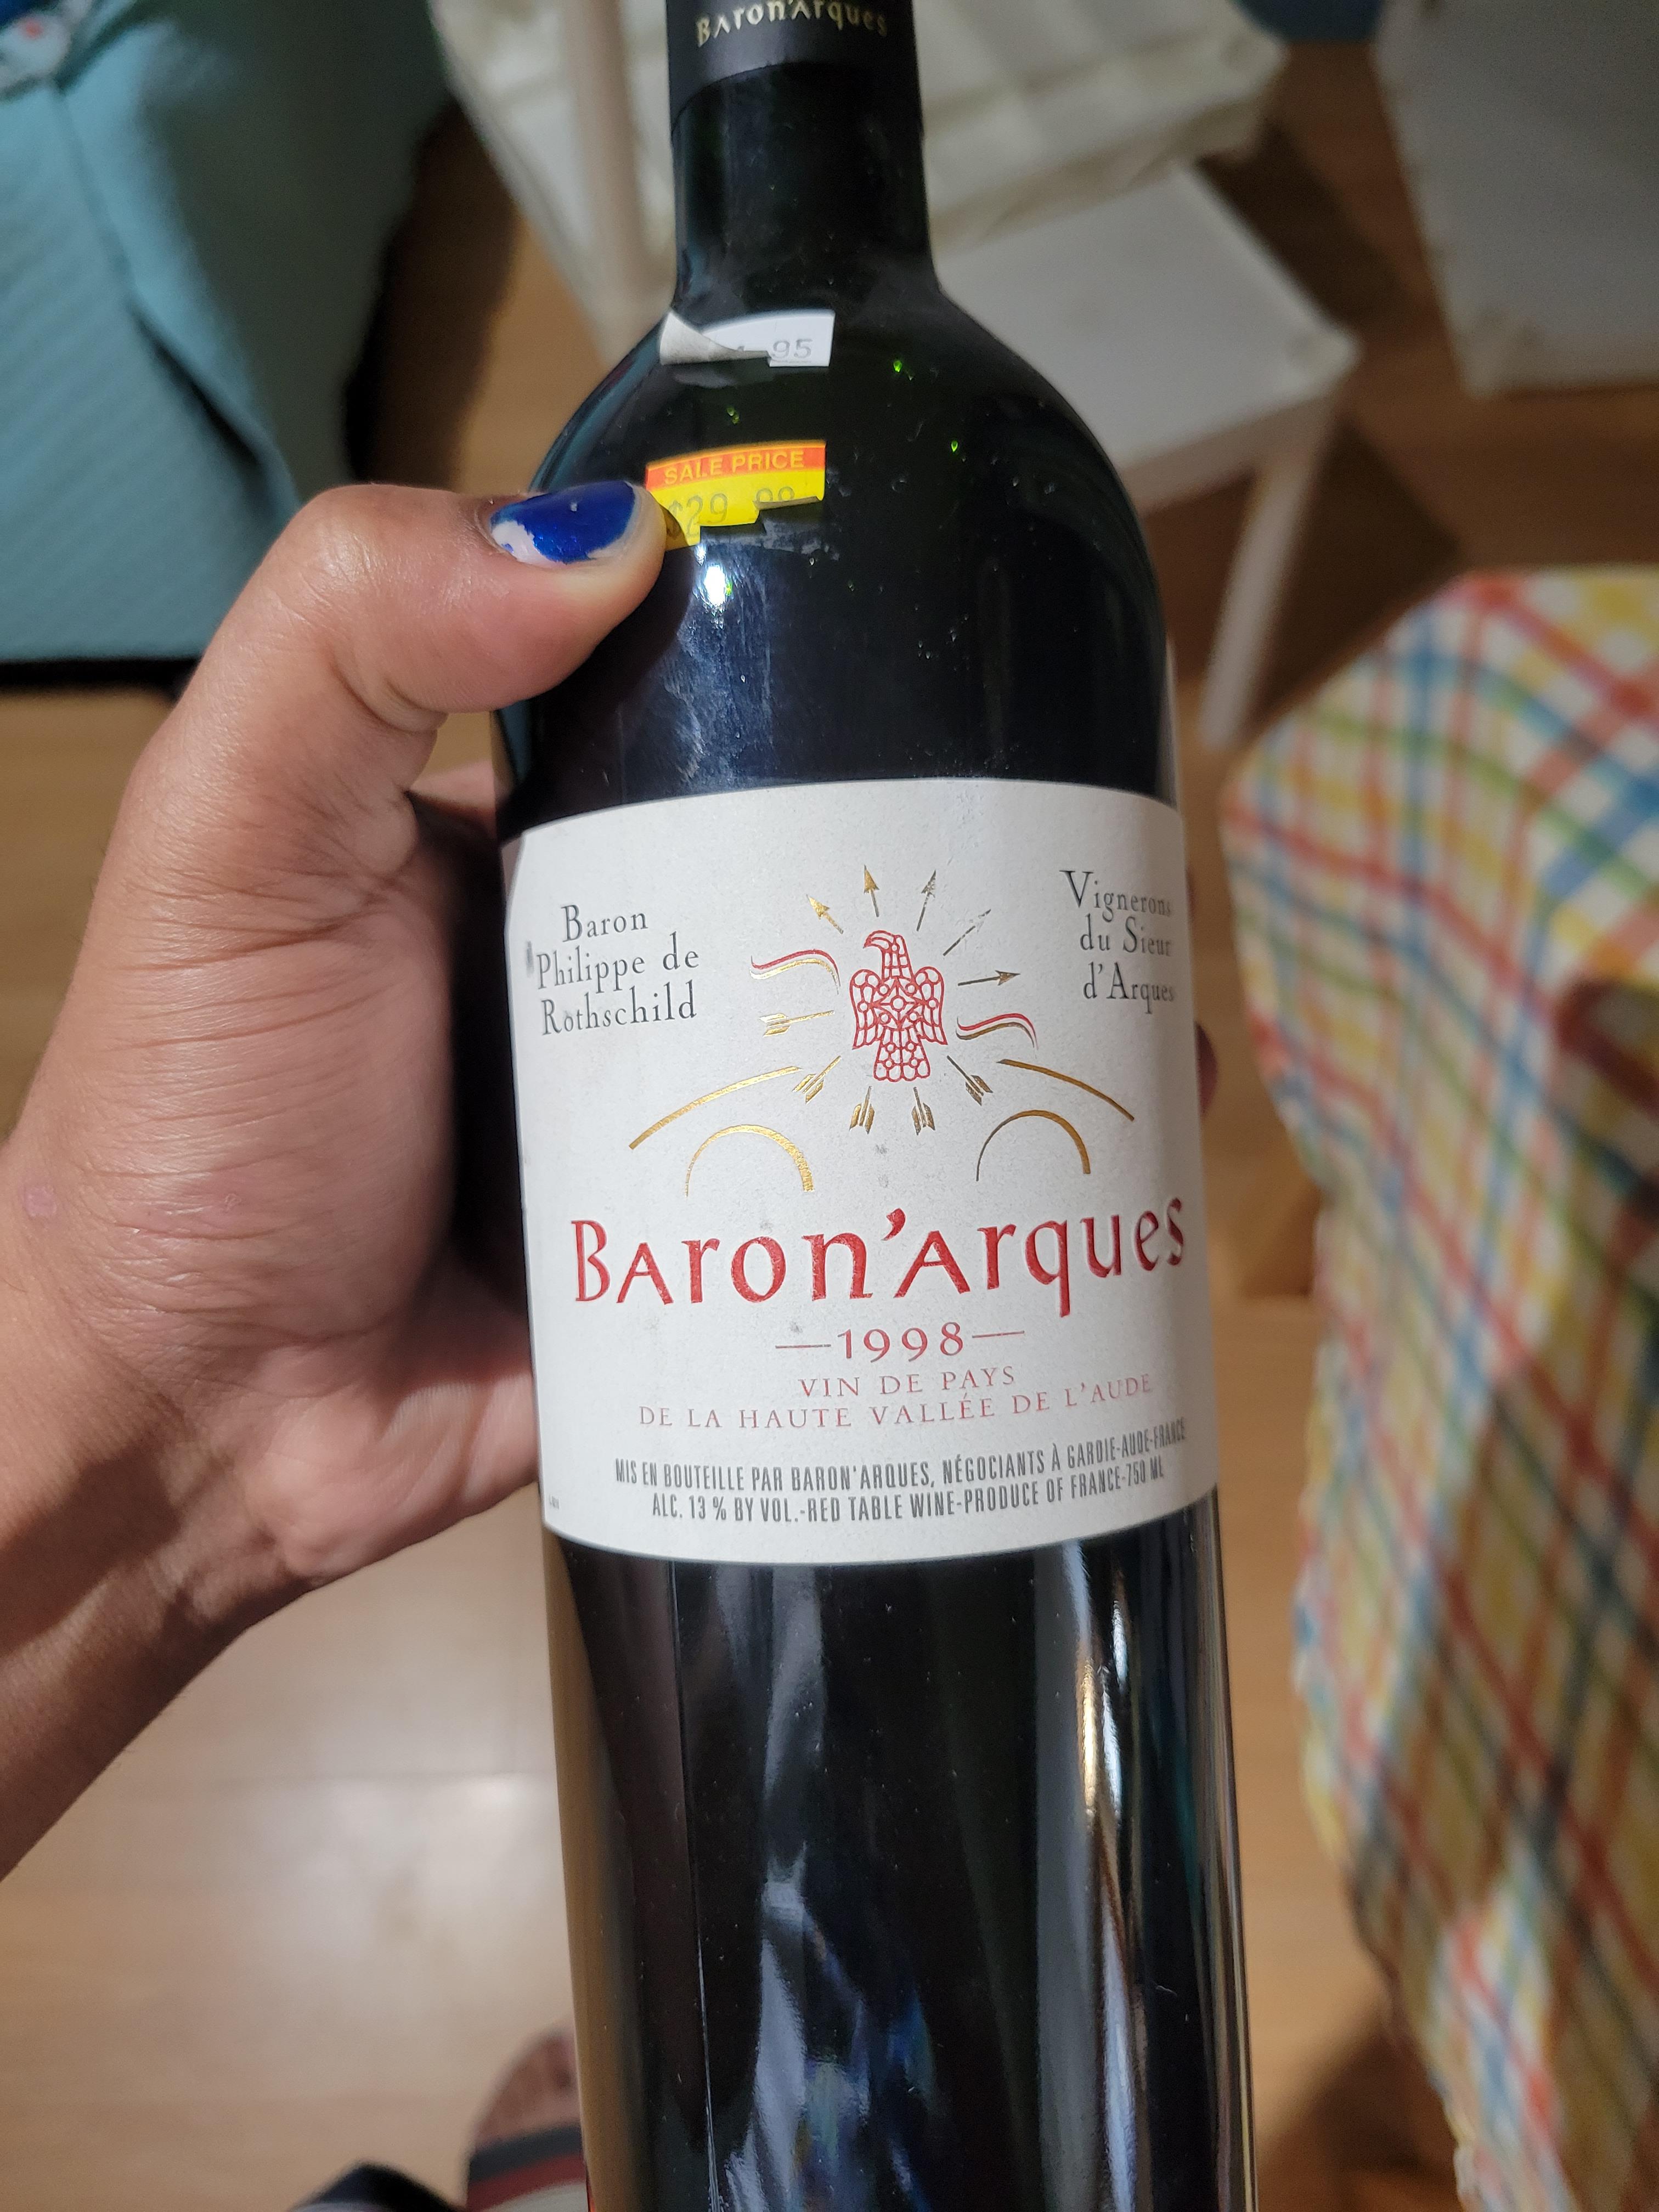 Baron'Arques
95
SALE PRICE
$29
Baron
Philippe de
Rothschild
Vignerons
du Sieur
d'Arques
Baron'Arques
—1998—
VIN DE PAYS
DE LA HAUTE VALLÉE DE L'AUDE
MIS EN BOUTEILLE PAR BARON'ARQUES, NÉGOCIANTS À GARDIE-AUDE-FRANCE
ALC. 13 % BY VOL.-RED TABLE WINE-PRODUCE OF FRANCE-750 ML